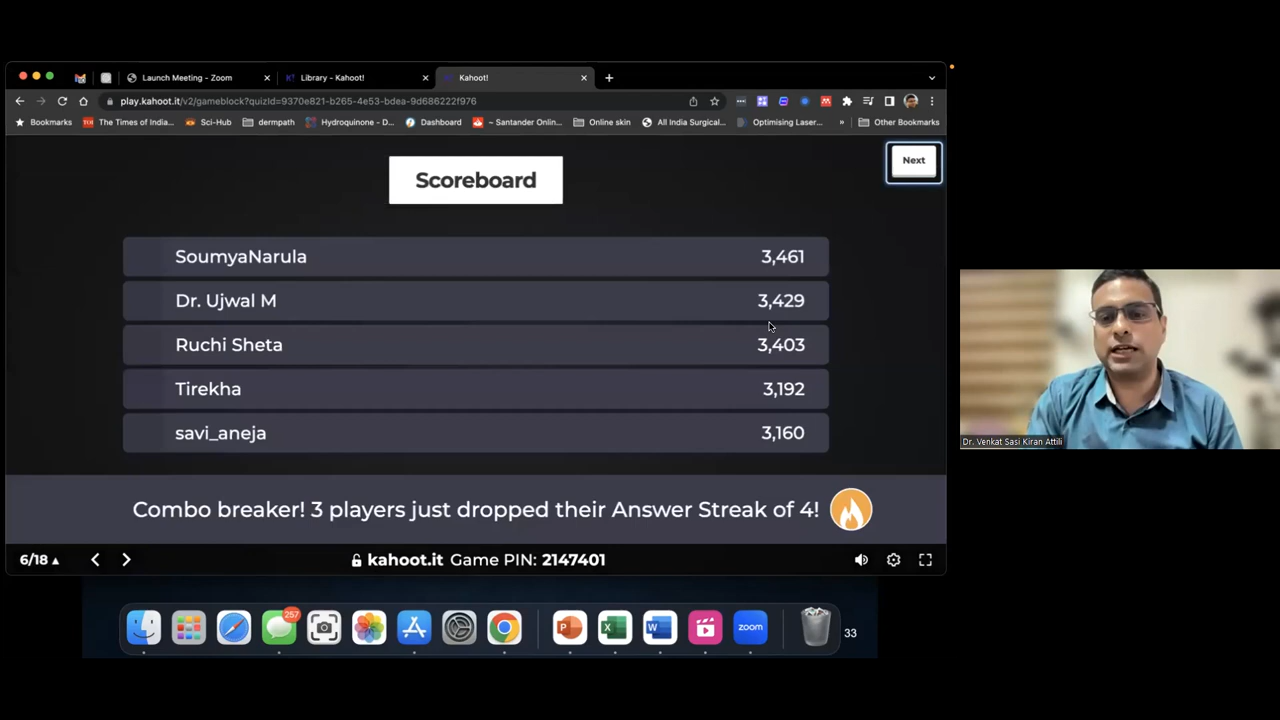 Launch Meeting - Zoom
Library - Kahoot!
Kahoot!
play.kahoot.it/v2/gameblock?quizId=9370e821-b265-4e53-bdea-9d686222f976
Bookmarks
TOI
The Times of India...
Sci-Hub
dermpath
Hydroquinone - D...
Dashboard
~ Santander Onlin...
Online skin
All India Surgical...
Optimising Laser...
»
Other Bookmarks
Scoreboard
Next
SoumyaNarula 3,461
Dr. Ujwal M 3,429
Ruchi Sheta 3,403
Tirekha 3,192
savi_aneja 3,160
Combo breaker! 3 players just dropped their Answer Streak of 4!
6/18
kahoot.it Game PIN: 2147401
Dr. Venkat Sasi Kiran Attili
257
P
X
W
zoom
33